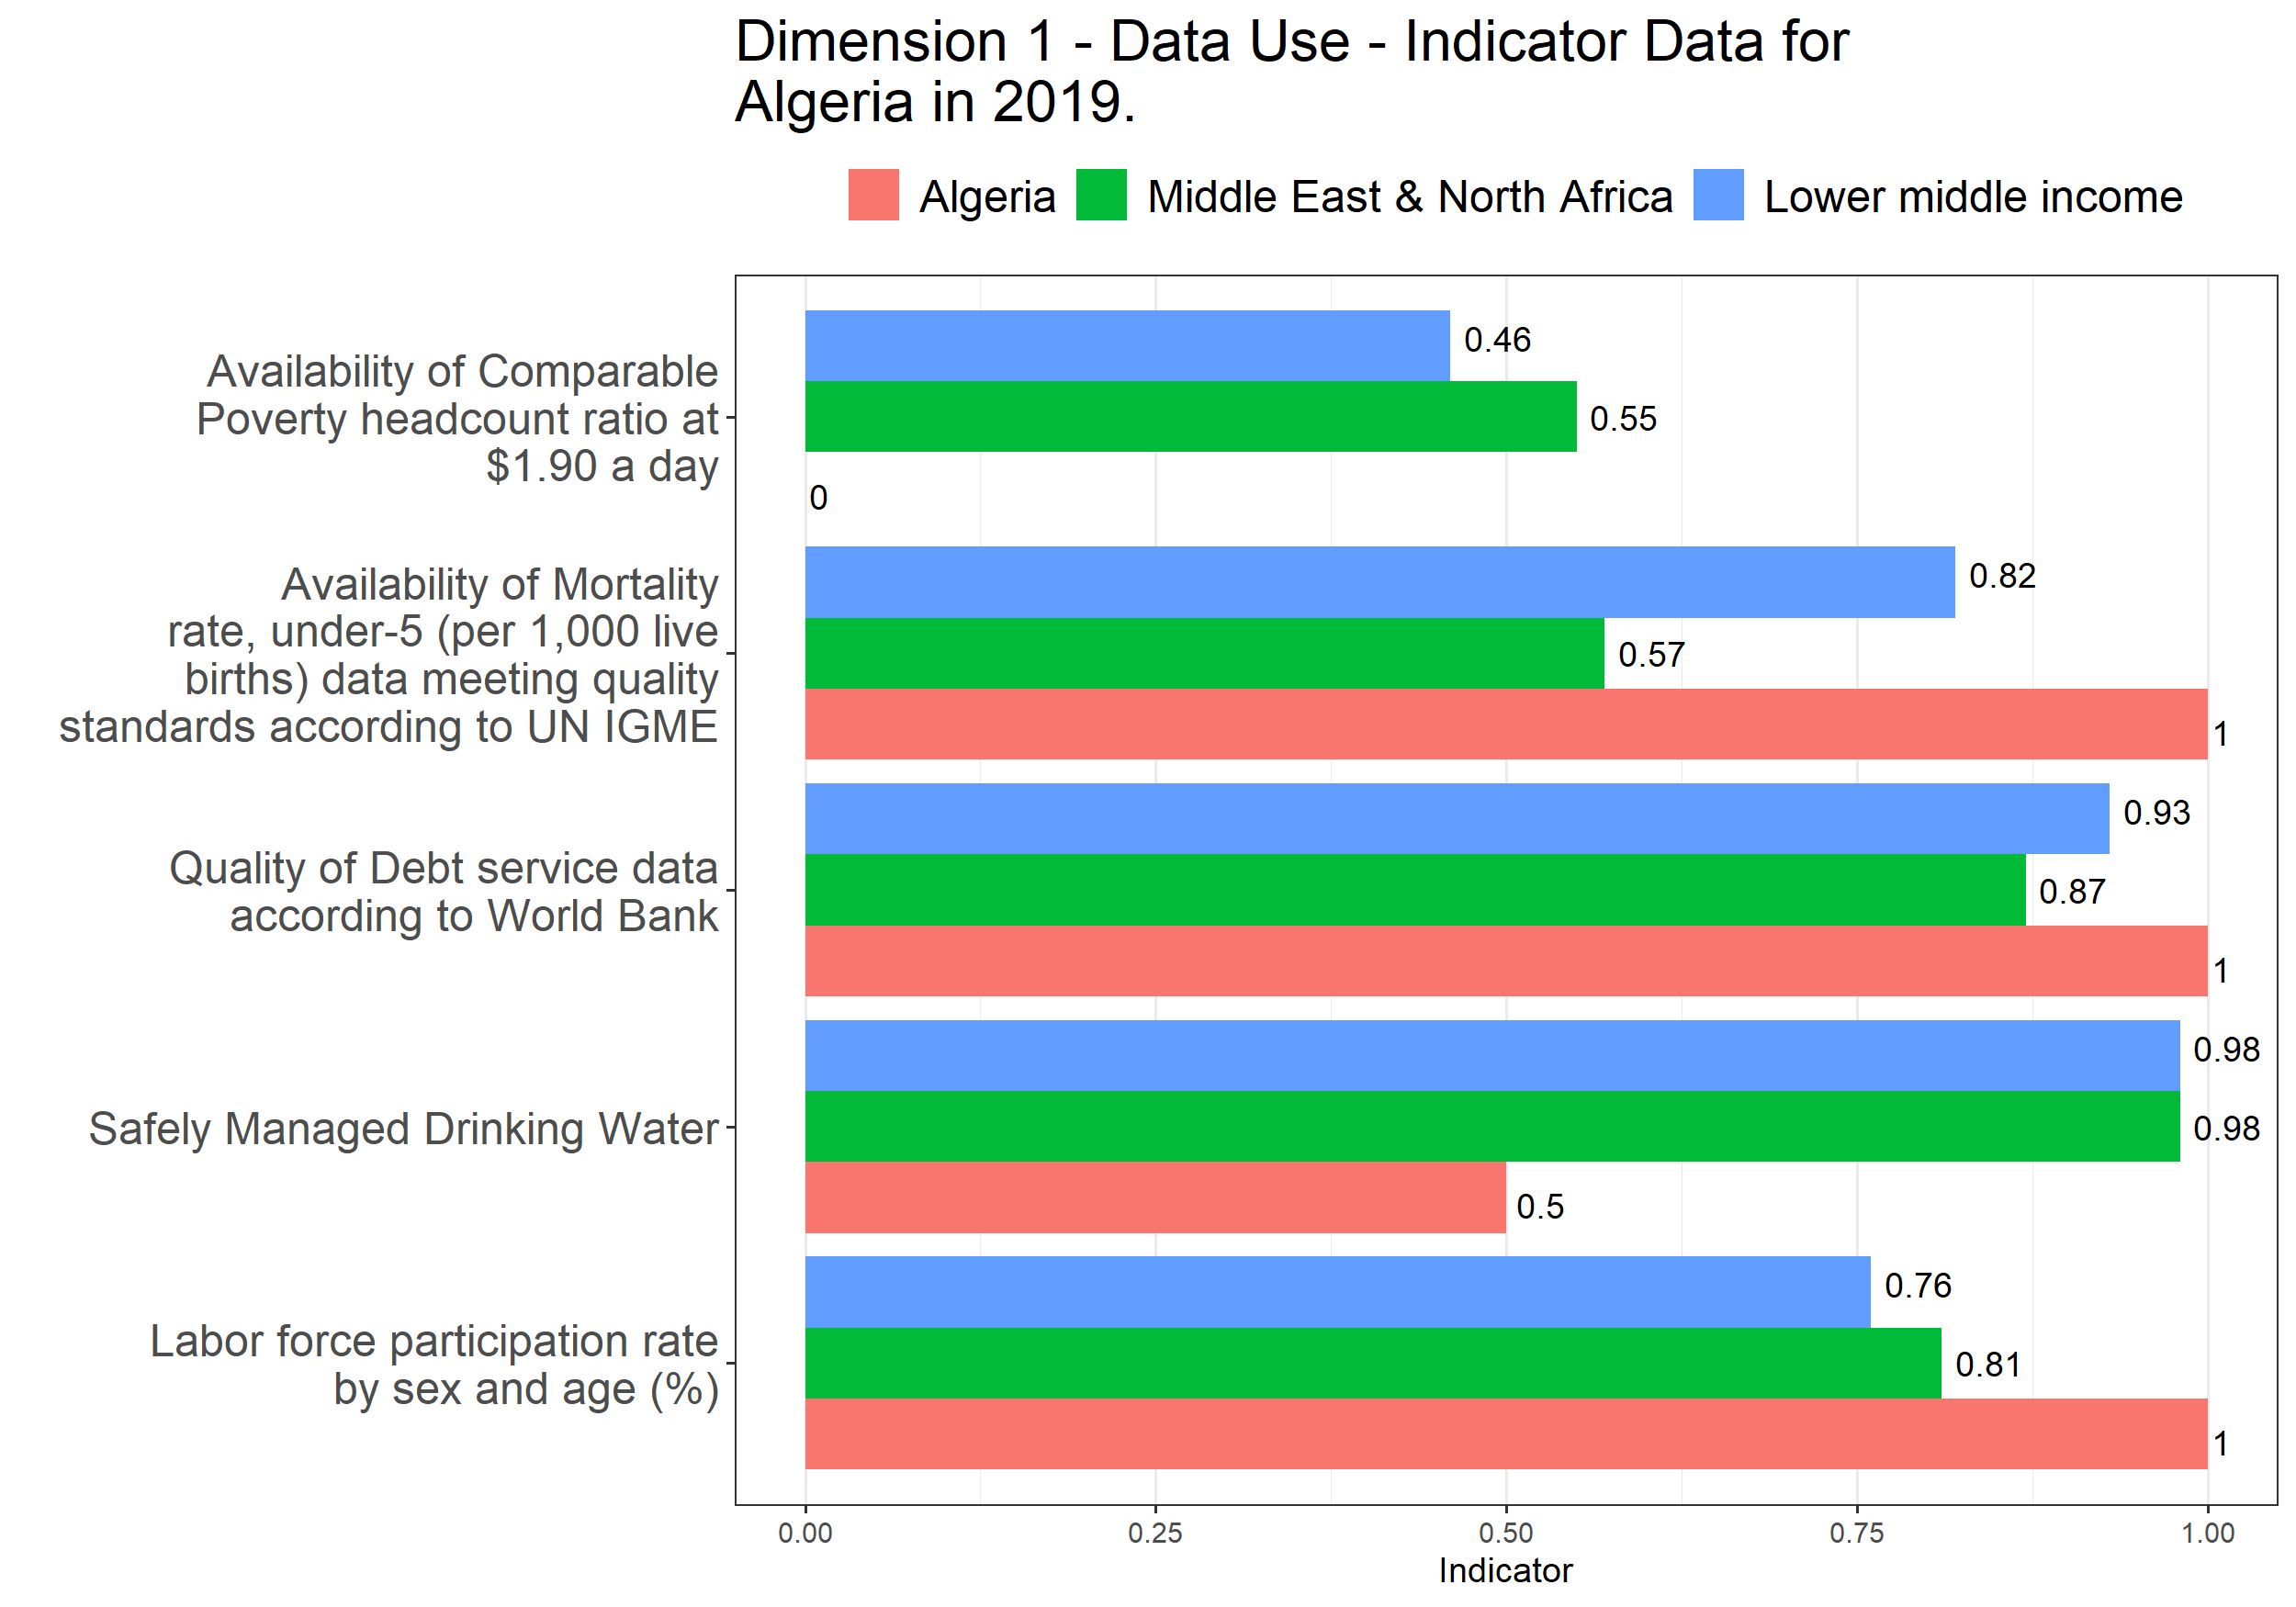 Dimension 1 - Data Use - Indicator Data for
Algeria in 2019.
Algeria
Middle East & North Africa
Lower middle income
Availability of Comparable
Poverty headcount ratio at
$1.90 a day
0.46
0.55
0
Availability of Mortality
rate, under-5 (per 1,000 live
births) data meeting quality
standards according to UN IGME
0.82
0.57
1
Quality of Debt service data
according to World Bank
0.93
0.87
1
Safely Managed Drinking Water
0.98
0.98
0.5
Labor force participation rate
by sex and age (%)
0.76
0.81
1
0.00
0.25
0.50
0.75
1.00
Indicator